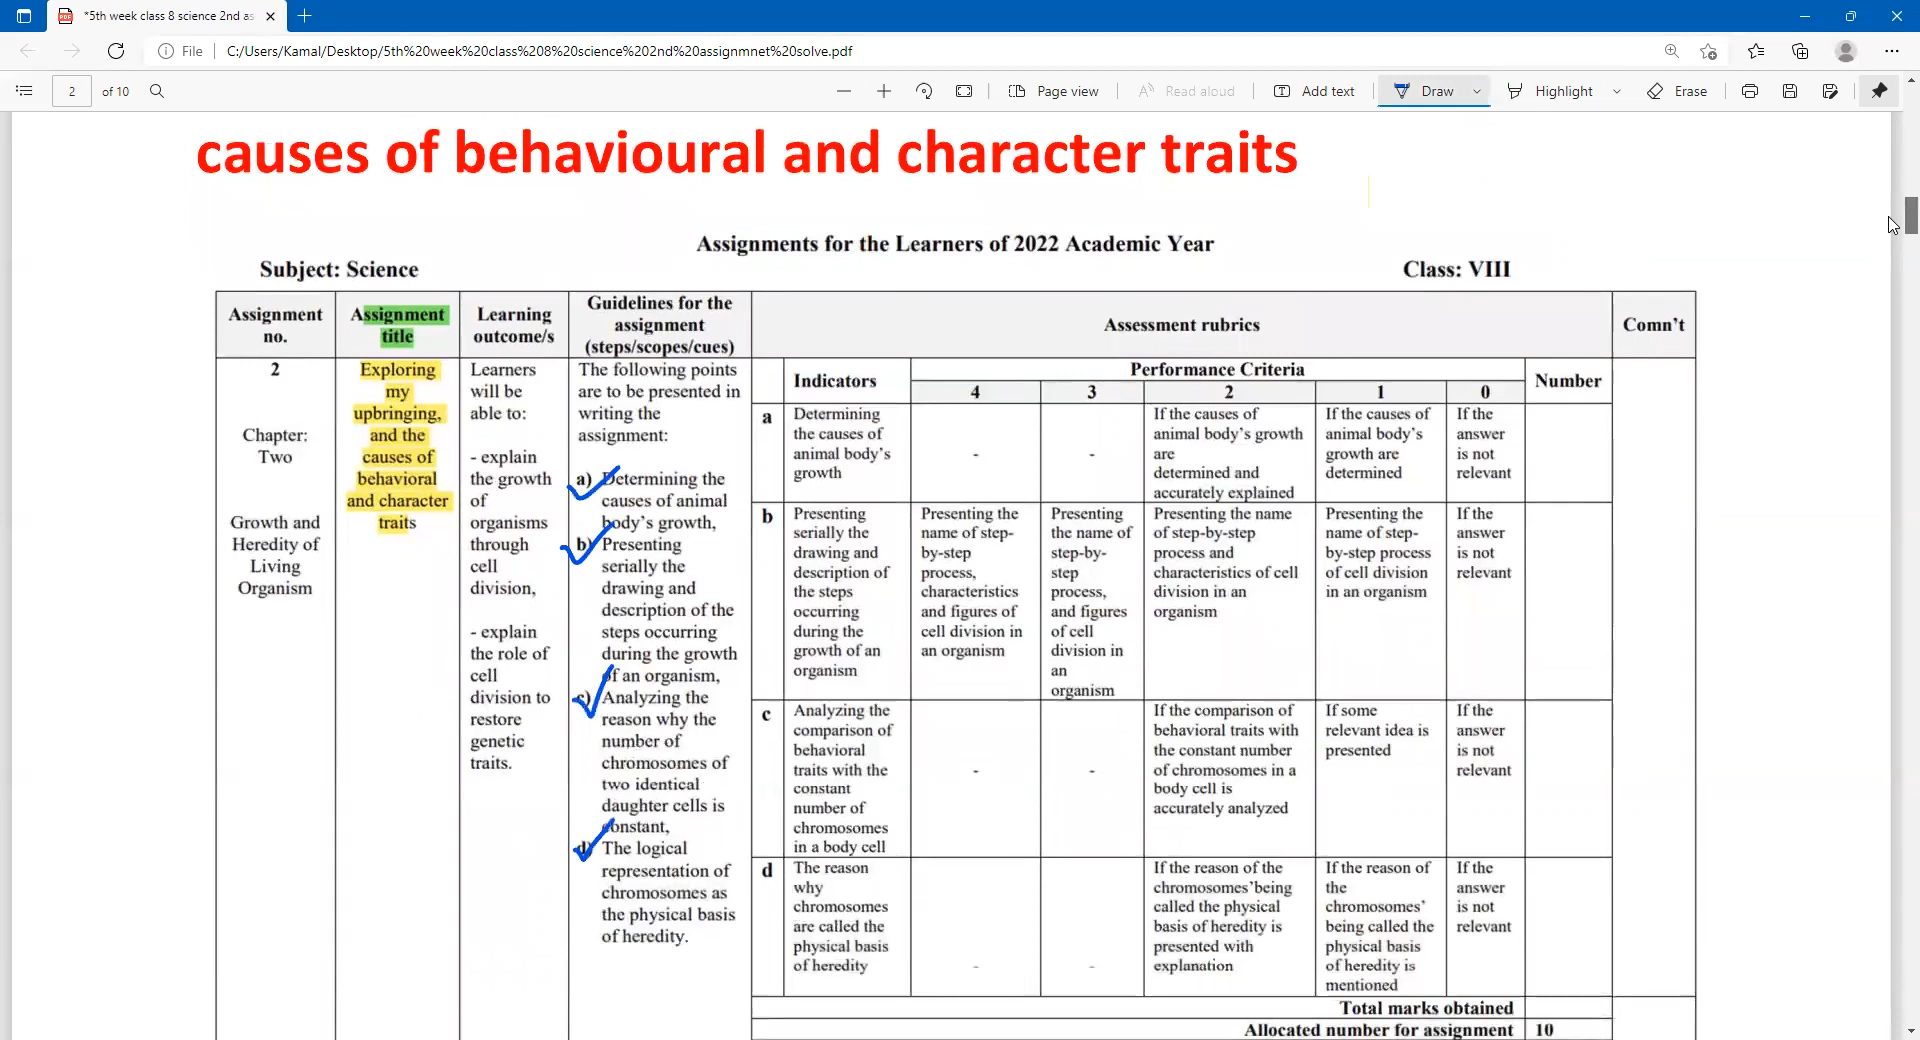 *5th week class 8 science 2nd as
File
C:/Users/Kamal/Desktop/5th%20week%20class%208%20science%202nd%20assignmnet%20solve.pdf
2 of 10
Page view
Read aloud
Add text
Draw
Highlight
Erase
causes of behavioural and character traits
Assignments for the Learners of 2022 Academic Year
Subject: Science
Class: VIII
Assignment
no.
Assignment
title
Learning
outcome/s
Guidelines for the
assignment
(steps/scopes/cues)
Assessment rubrics
Comn't
2
Chapter:
Two
Growth and
Heredity of
Living
Organism
Exploring
my
upbringing,
and the
causes of
behavioral
and character
traits
Learners
will be
able to:
- explain
the growth
of
organisms
through
cell
division,
- explain
the role of
cell
division to
restore
genetic
traits.
The following points
are to be presented in
writing the
assignment:
a) Determining the
causes of animal
body's growth,
b) Presenting
serially the
drawing and
description of the
steps occurring
during the growth
of an organism,
c) Analyzing the
reason why the
number of
chromosomes of
two identical
daughter cells is
constant,
d) The logical
representation of
chromosomes as
the physical basis
of heredity.
Indicators
Performance Criteria
Number
4
3
2
1
0
a
Determining
the causes of
animal body's
growth
-
-
If the causes of
animal body's growth
are
determined and
accurately explained
If the causes of
animal body's
growth are
determined
If the
answer
is not
relevant
b
Presenting
serially the
drawing and
description of
the steps
occurring
during the
growth of an
organism
Presenting the
name of step-
by-step
process,
characteristics
and figures of
cell division in
an organism
Presenting
the name of
step-by-
step
process,
and figures
of cell
division in
an
organism
Presenting the name
of step-by-step
process and
characteristics of cell
division in an
organism
Presenting the
name of step-
by-step process
of cell division
in an organism
If the
answer
is not
relevant
c
Analyzing the
comparison of
behavioral
traits with the
constant
number of
chromosomes
in a body cell
-
-
If the comparison of
behavioral traits with
the constant number
of chromosomes in a
body cell is
accurately analyzed
If some
relevant idea is
presented
If the
answer
is not
relevant
d
The reason
why
chromosomes
are called the
physical basis
of heredity
-
-
If the reason of the
chromosomes'being
called the physical
basis of heredity is
presented with
explanation
If the reason of
the
chromosomes'
being called the
physical basis
of heredity is
mentioned
If the
answer
is not
relevant
Total marks obtained
Allocated number for assignment 10